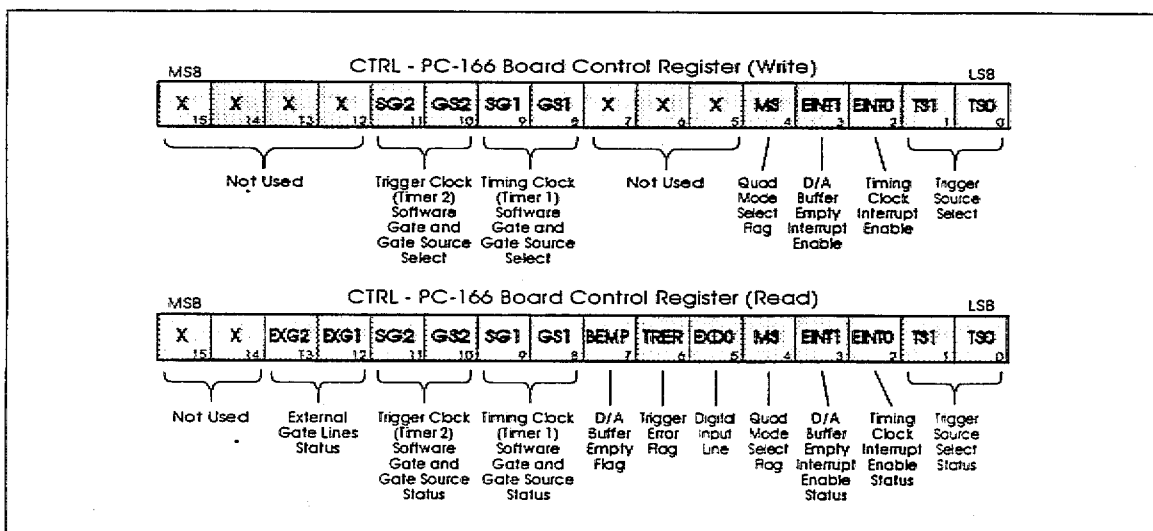 CTRL - PC-166 Board Control Register (Write)
MSB LSB
X X X X SG2 GS2 SG1 GS1 X X X MS EINT1 EINT0 TS1 TS0
15 14 13 12 11 10 9 8 7 6 5 4 3 2 1 0
Not Used
Trigger Clock
(Timer 2)
Software
Gate and
Gate Source
Select
Timing Clock
(Timer 1)
Software
Gate and
Gate Source
Select
Not Used
Quad
Mode
Select
Flag
D/A
Buffer
Empty
Interrupt
Enable
Timing
Clock
Interrupt
Enable
Trigger
Source
Select
CTRL - PC-166 Board Control Register (Read)
MSB LSB
X X EXG2 EXG1 SG2 GS2 SG1 GS1 BEMP TRER EXD0 MS EINT1 EINT0 TS1 TS0
15 14 13 12 11 10 9 8 7 6 5 4 3 2 1 0
Not Used
External
Gate Lines
Status
Trigger Clock
(Timer 2)
Software
Gate and
Gate Source
Status
Timing Clock
(Timer 1)
Software
Gate and
Gate Source
Status
D/A
Buffer
Empty
Flag
Trigger
Error
Flag
Digital
Input
Line
Quad
Mode
Select
Flag
D/A
Buffer
Empty
Interrupt
Enable
Status
Timing
Clock
Interrupt
Enable
Status
Trigger
Source
Select
Status